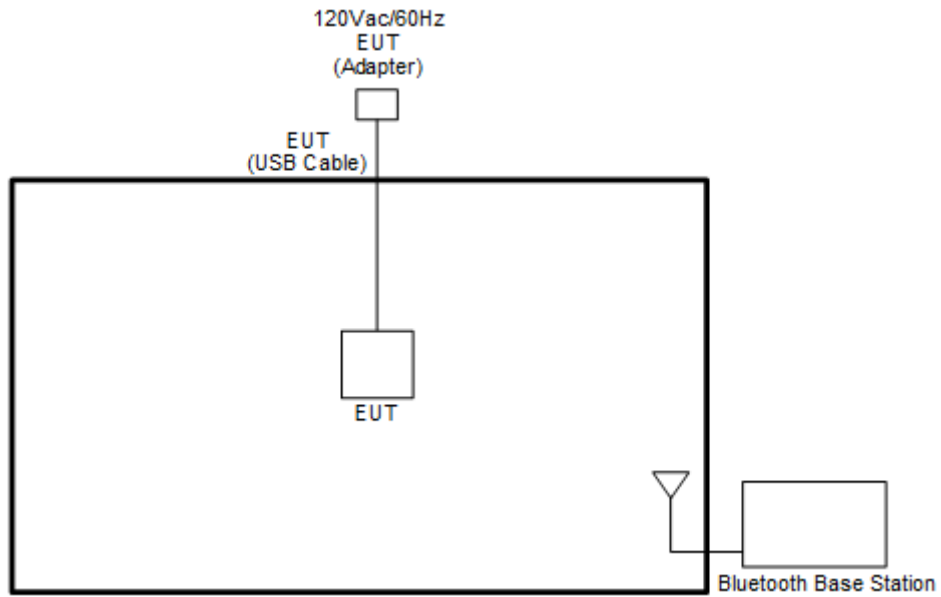 120Vac/60Hz
EUT
(Adapter)
EUT
(USB Cable)
EUT
Bluetooth Base Station